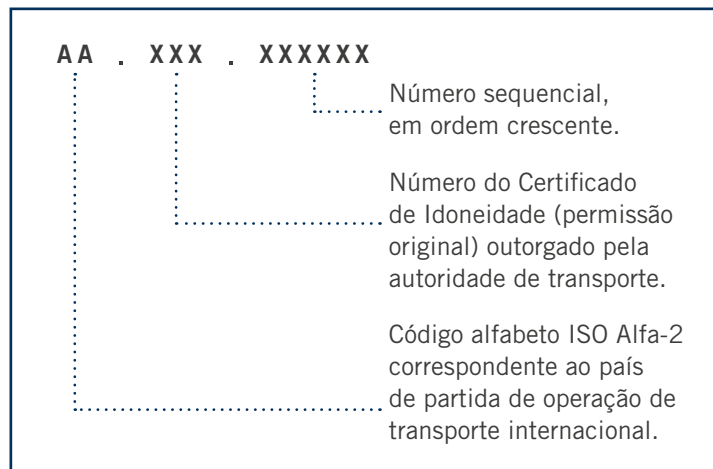 AA . XXX . XXXXXX
Número sequencial,
em ordem crescente.
Número do Certificado
de Idoneidade (permissão
original) outorgado pela
autoridade de transporte.
Código alfabeto ISO Alfa-2
correspondente ao país
de partida de operação de
transporte internacional.